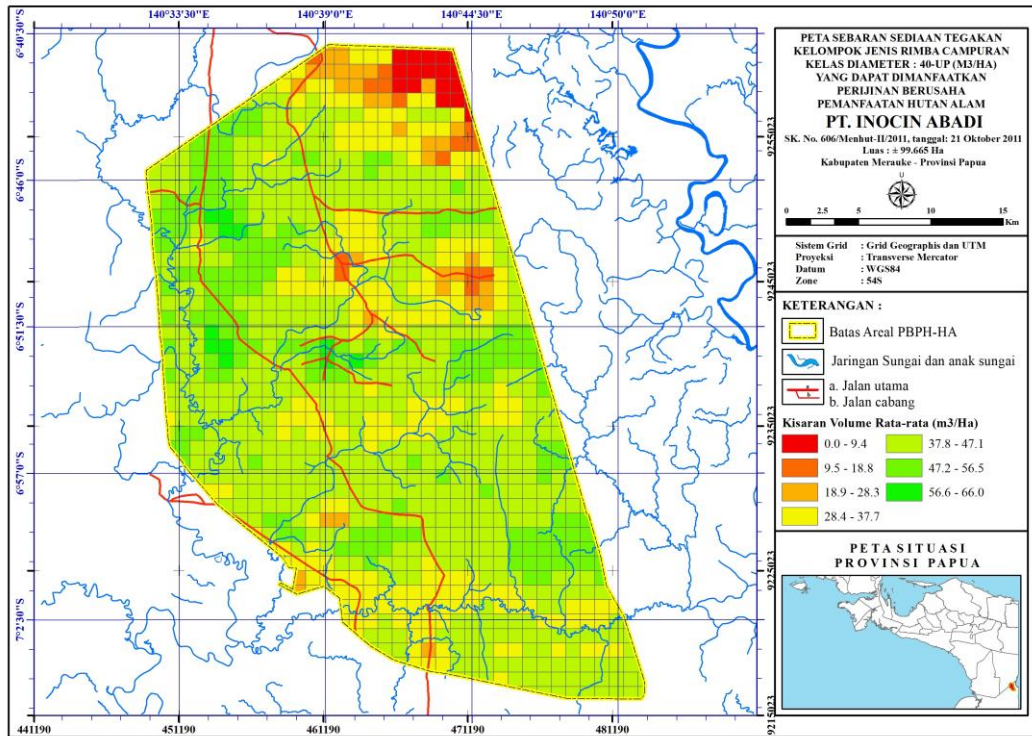 140°33'30"E
140°39'0"E
140°44'30"E
140°50'0"E
6°40'30"S
6°46'0"S
6°51'30"S
6°57'0"S
7°2'30"S
9255023
9245023
9235023
9225023
9215023
441190
451190
461190
471190
481190
PETA SEBARAN SEDIAAN TEGAKAN
KELOMPOK JENIS RIMBA CAMPURAN
KELAS DIAMETER : 40-UP (M3/HA)
YANG DAPAT DIMANFAATKAN
PERIJINAN BERUSAHA
PEMANFAATAN HUTAN ALAM
PT. INOCIN ABADI
SK. No. 606/Menhut-II/2011, tanggal: 21 Oktober 2011
Luas : ± 99.665 Ha
Kabupaten Merauke - Provinsi Papua
U
0 2.5 5 10 15
Km
Sistem Grid : Grid Geographis dan UTM
Proyeksi : Transverse Mercator
Datum : WGS84
Zone : 54S
KETERANGAN :
Batas Areal PBPH-HA
Jaringan Sungai dan anak sungai
a. Jalan utama
b. Jalan cabang
Kisaran Volume Rata-rata (m3/Ha)
0.0 - 9.4
9.5 - 18.8
18.9 - 28.3
28.4 - 37.7
37.8 - 47.1
47.2 - 56.5
56.6 - 66.0
PETA SITUASI
PROVINSI PAPUA